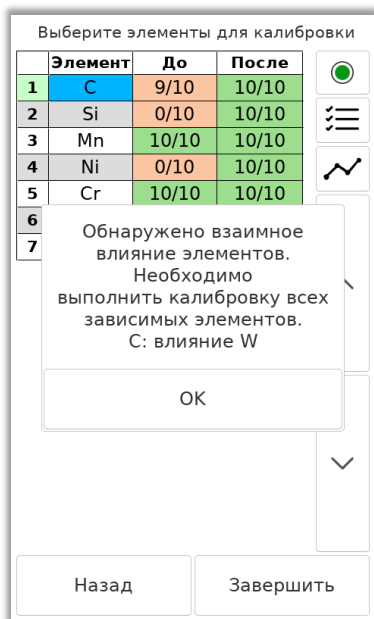 Выберите элементы для калибровки
Элемент До После
1 C 9/10 10/10
2 Si 0/10 10/10
3 Mn 10/10 10/10
4 Ni 0/10 10/10
5 Cr 10/10 10/10
6
7
Обнаружено взаимное
влияние элементов.
Необходимо
выполнить калибровку всех
зависимых элементов.
C: влияние W
OK
Назад Завершить